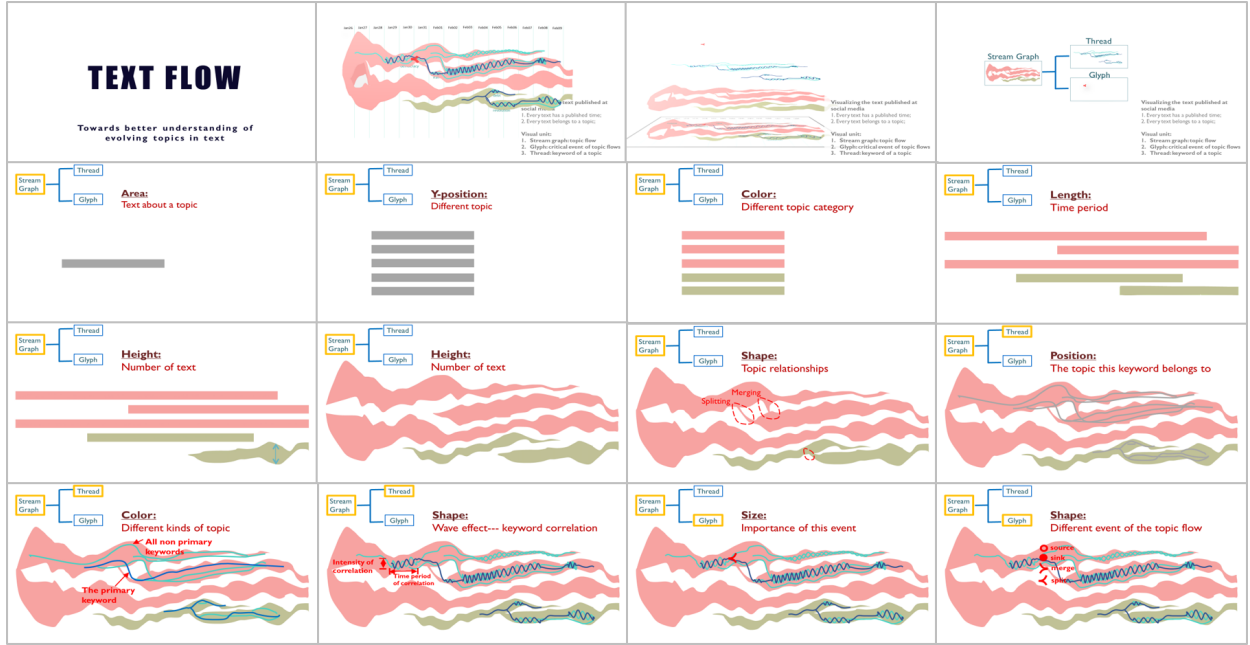 TEXT FLOW
Towards better understanding of
evolving topics in text
text published at
social media
1. Every text has a published time;
2. Every text belongs to a topic;
Visual unit:
1. Stream graph: topic flow
2. Glyph: critical event of topic flows
3. Thread: keyword of a topic
Visualizing the text published at
social media
1. Every text has a published time;
2. Every text belongs to a topic;
Visual unit:
1. Stream graph: topic flow
2. Glyph: critical event of topic flows
3. Thread: keyword of a topic
Stream Graph
Thread
Glyph
Visualizing the text published at
social media
1. Every text has a published time;
2. Every text belongs to a topic;
Visual unit:
1. Stream graph: topic flow
2. Glyph: critical event of topic flows
3. Thread: keyword of a topic
Stream
Graph
Thread
Glyph
Area:
Text about a topic
Stream
Graph
Thread
Glyph
Y-position:
Different topic
Stream
Graph
Thread
Glyph
Color:
Different topic category
Stream
Graph
Thread
Glyph
Length:
Time period
Stream
Graph
Thread
Glyph
Height:
Number of text
Stream
Graph
Thread
Glyph
Height:
Number of text
Stream
Graph
Thread
Glyph
Shape:
Topic relationships
Merging
Splitting
Stream
Graph
Thread
Glyph
Position:
The topic this keyword belongs to
Stream
Graph
Thread
Glyph
Color:
Different kinds of topic
All non primary
keywords
The primary
keyword
Stream
Graph
Thread
Glyph
Shape:
Wave effect--- keyword correlation
Intensity of
correlation
Time period
of correlation
Stream
Graph
Thread
Glyph
Size:
Importance of this event
Stream
Graph
Thread
Glyph
Shape:
Different event of the topic flow
source
sink
merge
split